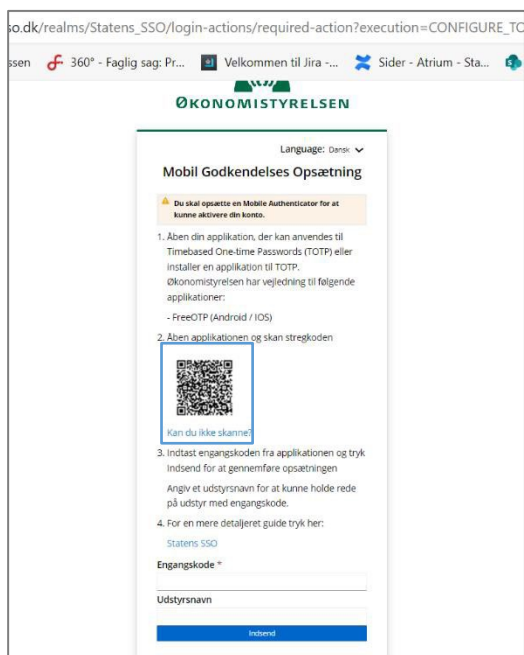 so.dk/realms/Statens_SSO/login-actions/required-action?execution=CONFIGURE_TO
ssen 360° - Faglig sag: Pr... Velkommen til Jira -... Sider - Atrium - Sta...
ØKONOMISTYRELSEN
Language: Dansk
Mobil Godkendelses Opsætning
Du skal opsætte en Mobile Authenticator for at
kunne aktivere din konto.
1. Åben din applikation, der kan anvendes til
Timebased One-time Passwords (TOTP) eller
installer en applikation til TOTP.
Økonomistyrelsen har vejledning til følgende
applikationer:
- FreeOTP (Android / IOS)
2. Åben applikationen og skan stregkoden
Kan du ikke skanne?
3. Indtast engangskoden fra applikationen og tryk
Indsend for at gennemføre opsætningen
Angiv et udstyrsnavn for at kunne holde rede
på udstyr med engangskode.
4. For en mere detaljeret guide tryk her:
Statens SSO
Engangskode *
Udstyrsnavn
Indsend